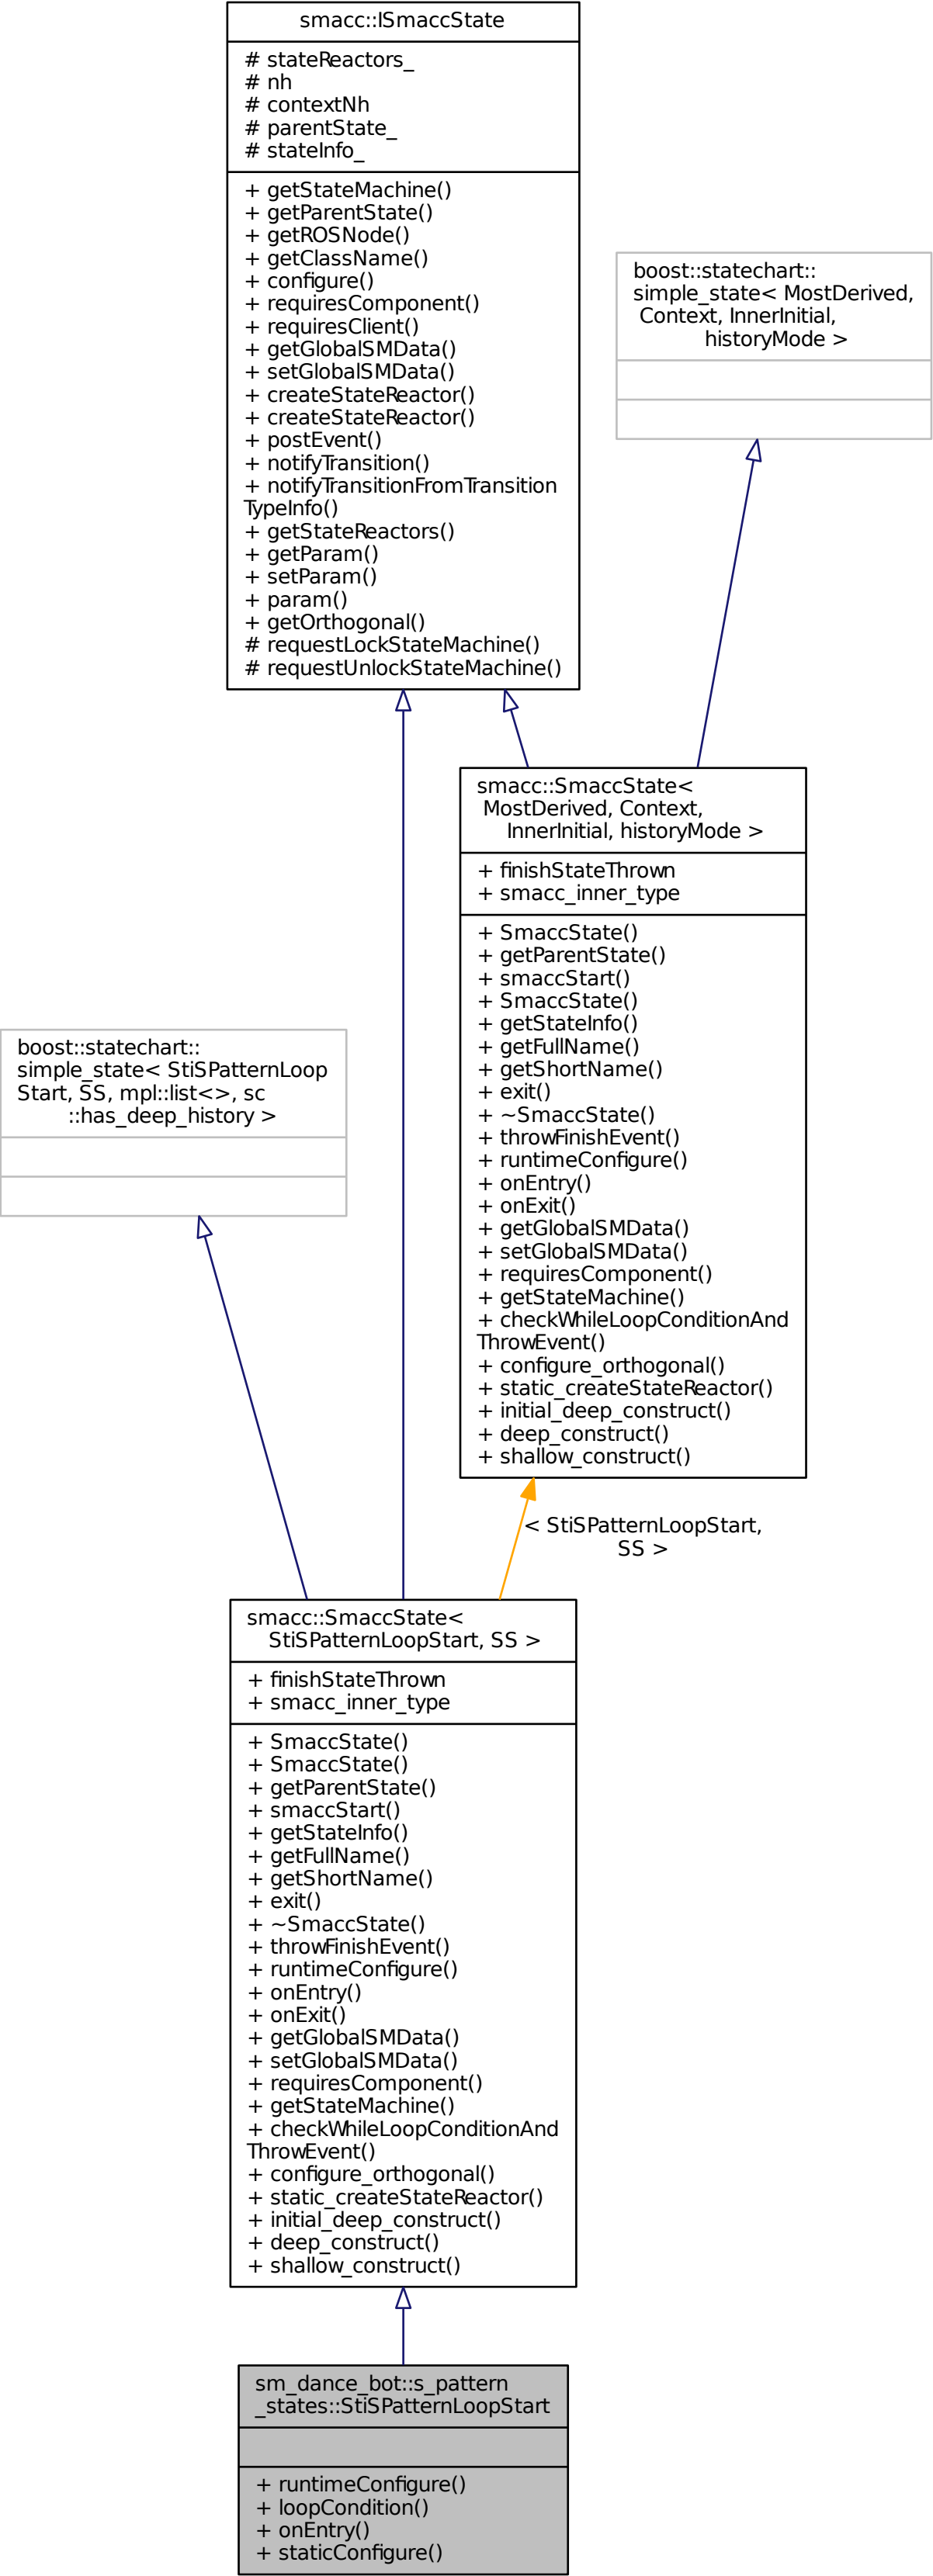 smacc::ISmaccState
# stateReactors_
# nh
# contextNh
# parentState_
# stateInfo_
+ getStateMachine()
+ getParentState()
+ getROSNode()
+ getClassName()
+ configure()
+ requiresComponent()
+ requiresClient()
+ getGlobalSMData()
+ setGlobalSMData()
+ createStateReactor()
+ createStateReactor()
+ postEvent()
+ notifyTransition()
+ notifyTransitionFromTransition
TypeInfo()
+ getStateReactors()
+ getParam()
+ setParam()
+ param()
+ getOrthogonal()
# requestLockStateMachine()
# requestUnlockStateMachine()
boost::statechart::
simple_state< MostDerived,
Context, InnerInitial,
historyMode >
smacc::SmaccState<
MostDerived, Context,
InnerInitial, historyMode >
+ finishStateThrown
+ smacc_inner_type
+ SmaccState()
+ getParentState()
+ smaccStart()
+ SmaccState()
+ getStateInfo()
+ getFullName()
+ getShortName()
+ exit()
+ ~SmaccState()
+ throwFinishEvent()
+ runtimeConfigure()
+ onEntry()
+ onExit()
+ getGlobalSMData()
+ setGlobalSMData()
+ requiresComponent()
+ getStateMachine()
+ checkWhileLoopConditionAnd
ThrowEvent()
+ configure_orthogonal()
+ static_createStateReactor()
+ initial_deep_construct()
+ deep_construct()
+ shallow_construct()
boost::statechart::
simple_state< StiSPatternLoop
Start, SS, mpl::list<>, sc
::has_deep_history >
< StiSPatternLoopStart,
SS >
smacc::SmaccState<
StiSPatternLoopStart, SS >
+ finishStateThrown
+ smacc_inner_type
+ SmaccState()
+ SmaccState()
+ getParentState()
+ smaccStart()
+ getStateInfo()
+ getFullName()
+ getShortName()
+ exit()
+ ~SmaccState()
+ throwFinishEvent()
+ runtimeConfigure()
+ onEntry()
+ onExit()
+ getGlobalSMData()
+ setGlobalSMData()
+ requiresComponent()
+ getStateMachine()
+ checkWhileLoopConditionAnd
ThrowEvent()
+ configure_orthogonal()
+ static_createStateReactor()
+ initial_deep_construct()
+ deep_construct()
+ shallow_construct()
sm_dance_bot::s_pattern
_states::StiSPatternLoopStart
+ runtimeConfigure()
+ loopCondition()
+ onEntry()
+ staticConfigure()